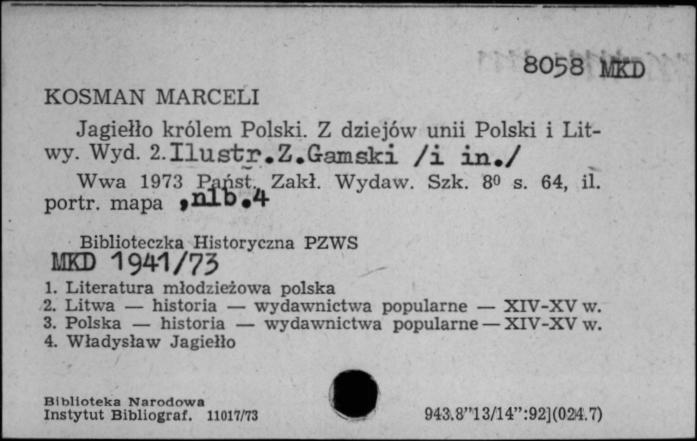 8058 MKD
KOSMAN MARCELI
Jagiełło królem Polski. Z dziejów unii Polski i Lit-
wy. Wyd. 2. Ilustr. Z. Gamski /i in./
Wwa 1973 Państ. Zakł. Wydaw. Szk. 8⁰ s. 64, il.
portr. mapa , nlb. 4
Biblioteczka Historyczna PZWS
MKD 1941/73
1. Literatura młodzieżowa polska
2. Litwa — historia — wydawnictwa popularne — XIV-XV w.
3. Polska — historia — wydawnictwa popularne — XIV-XV w.
4. Władysław Jagiełło
Biblioteka Narodowa
Instytut Bibliograf. 11017/73
943.8"13/14":92](024.7)